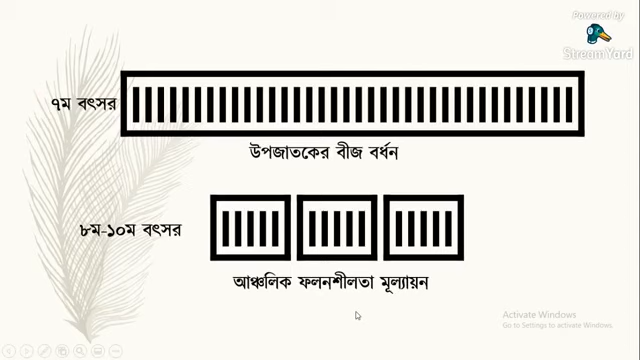 Powered by
StreamYard
৭ম বৎসর
উপজাতকের বীজ বর্ধন
৮ম-১০ম বৎসর
আঞ্চলিক ফলনশীলতা মূল্যায়ন
Activate Windows
Go to Settings to activate Windows.